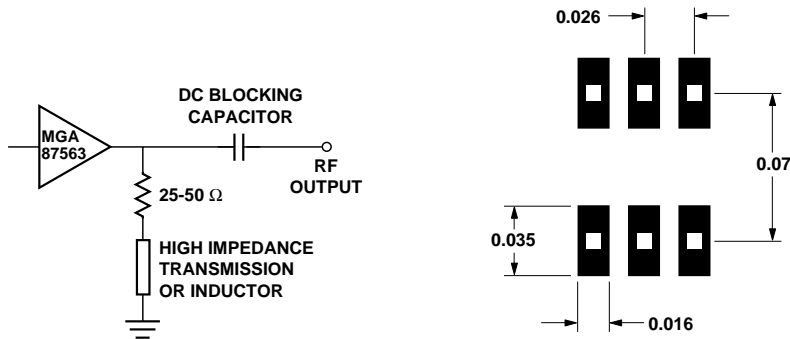 MGA
87563
DC BLOCKING
CAPACITOR
RF
OUTPUT
25-50 Ω
HIGH IMPEDANCE
TRANSMISSION
OR INDUCTOR
0.026
0.07
0.035
0.016